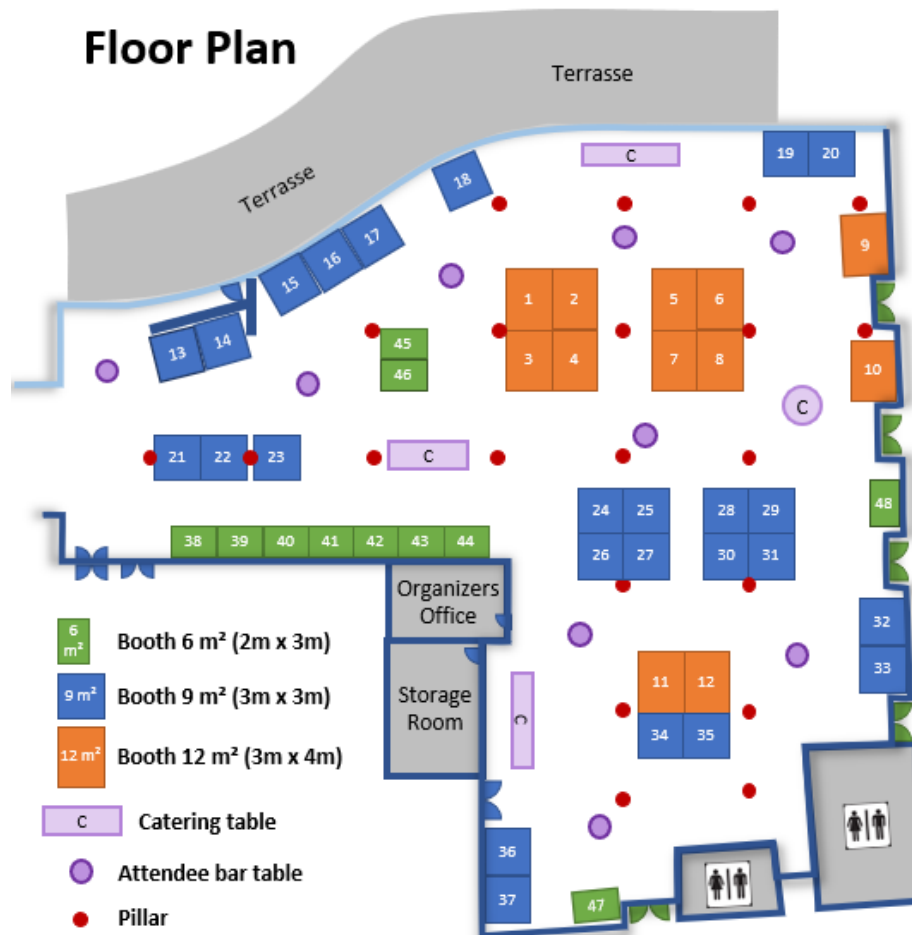 Floor Plan
Terrasse
Terrasse
C
19 20
18
17
16
15
9
1 2
5 6
14
13
45
3 4
7 8
46
10
C
21 22 23
C
48
24 25
28 29
38 39 40 41 42 43 44
26 27
30 31
Organizers
Office
32
33
6
m²
Booth 6 m² (2m x 3m)
9 m²
Booth 9 m² (3m x 3m)
12 m²
Booth 12 m² (3m x 4m)
Storage
Room
C
11 12
34 35
C
Catering table
Attendee bar table
Pillar
36
37
47